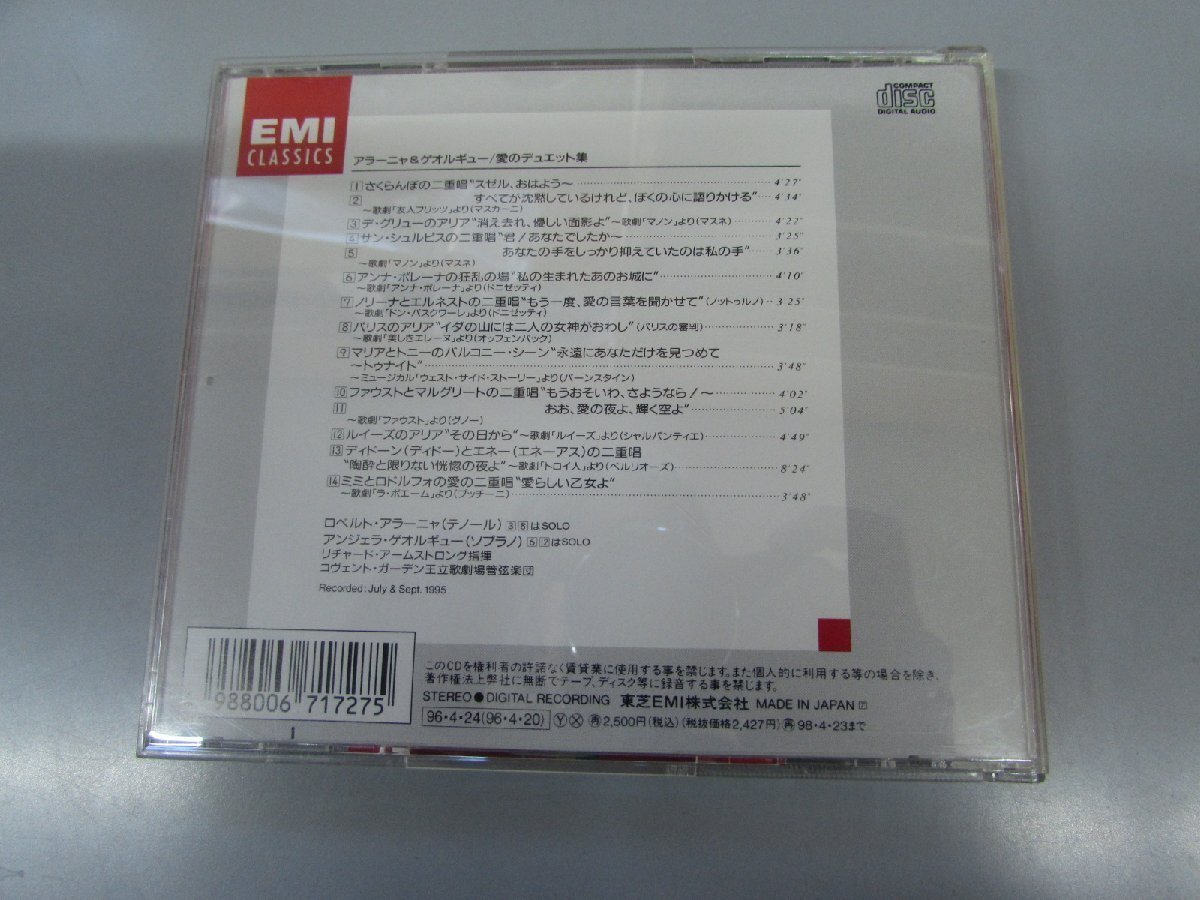 EMI
CLASSICS
COMPACT
disc
DIGITAL AUDIO
アラーニャ&ゲオルギュー/愛のデュエット集
1 さくらんぼの二重唱“スゼル、おはよう〜 4'27"
2 すべてが沈黙しているけれど、ぼくの心に語りかける” 4'34"
〜歌劇「友人フリッツ」より(マスカーニ)
3 デ・グリューのアリア“消え去れ、優しい面影よ”〜歌劇「マノン」より(マスネ) 4'22"
4 サン・シュルピスの二重唱“君!あなたでしたか〜 3'25"
5 あなたの手をしっかり抑えていたのは私の手” 3'36"
〜歌劇「マノン」より(マスネ)
6 アンナ・ボレーナの狂乱の場“私の生まれたあのお城に” 4'10"
〜歌劇「アンナ・ボレーナ」より(ドニゼッティ)
7 ノリーナとエルネストの二重唱“もう一度、愛の言葉を聞かせて”(ノットゥルノ) 3'25"
〜歌劇「ドン・パスクワーレ」より(ドニゼッティ)
8 パリスのアリア“イダの山には三人の女神がおわし”(パリスの審判) 3'18"
〜歌劇「美しきエレーヌ」より(オッフェンバック)
9 マリアとトニーのバルコニー・シーン“永遠にあなただけを見つめて
〜トゥナイト” 3'48"
〜ミュージカル「ウェスト・サイド・ストーリー」より(バーンスタイン)
10 ファウストとマルグリートの二重唱“もうおそいわ、さようなら!〜 4'02"
11 おお、愛の夜よ、輝く空よ” 5'04"
〜歌劇「ファウスト」より(グノー)
12 ルイーズのアリア“その日から”〜歌劇「ルイーズ」より(シャルパンティエ) 4'49"
13 ディドーン(ディドー)とエネー(エネーアス)の二重唱
“陶酔と限りない恍惚の夜よ”〜歌劇「トロイ人」より(ベルリオーズ) 8'24"
14 ミミとロドルフォの愛の二重唱“愛らしい乙女よ” 3'48"
〜歌劇「ラ・ボエーム」より(プッチーニ)
ロベルト・アラーニャ(テノール) 3 8 はSOLO
アンジェラ・ゲオルギュー(ソプラノ) 6 12 はSOLO
リチャード・アームストロング指揮
コヴェント・ガーデン王立歌劇場管弦楽団
Recorded: July & Sept. 1995
988006 717275
このCDを権利者の許諾なく賃貸業に使用する事を禁じます。また個人的に利用する等の場合を除き、
著作権法上弊社に無断でテープ、ディスク等に録音する事を禁じます。
STEREO ● DIGITAL RECORDING 東芝EMI株式会社 MADE IN JAPAN Ⓟ
96・4・24(96・4・20) Ⓨ Ⓧ ㊢2,500円(税込)(税抜価格2,427円)㊢98・4・23まで